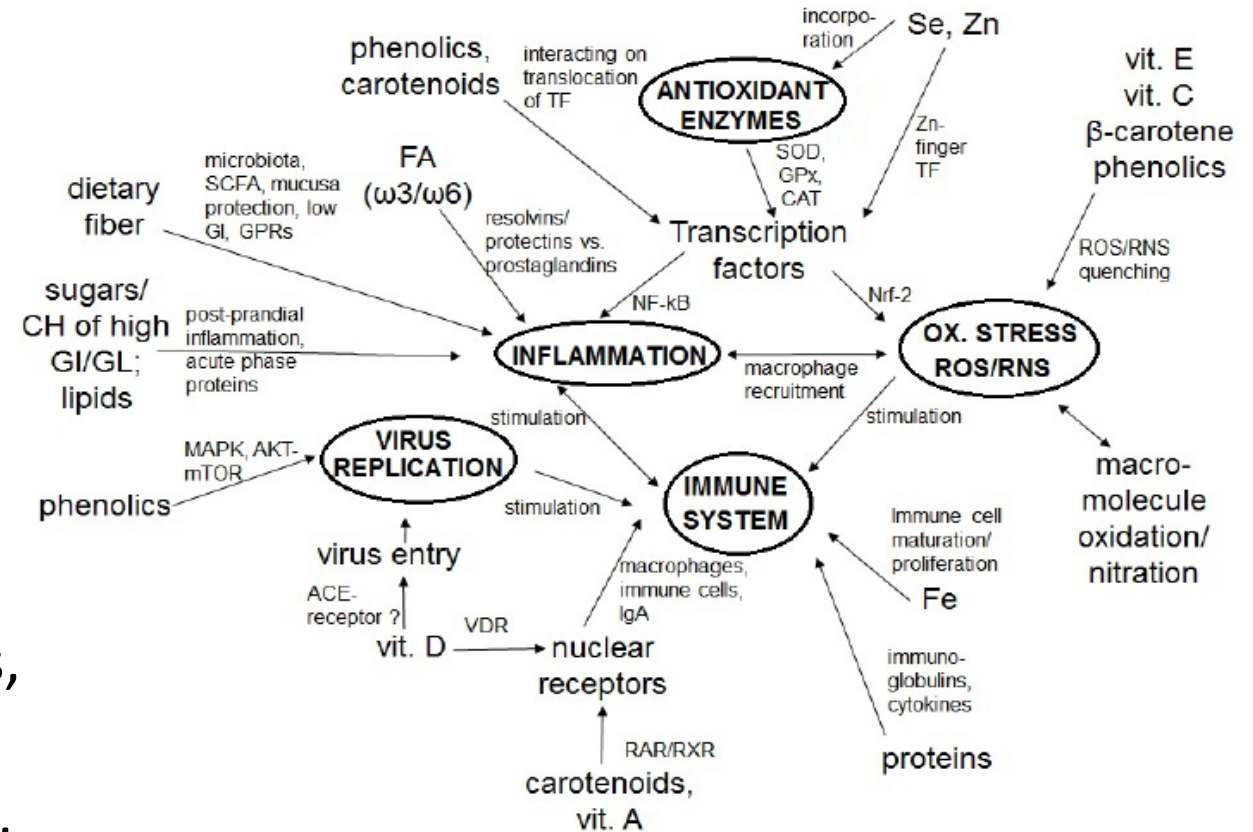 incorpo-
ration
Se, Zn
phenolics,
carotenoids
interacting on
translocation
of TF
ANTIOXIDANT
ENZYMES
vit. E
vit. C
β-carotene
phenolics
Zn-
finger
TF
SOD,
GPx,
CAT
microbiota,
SCFA, mucusa
protection, low
GI, GPRs
FA
(ω3/ω6)
dietary
fiber
resolvins/
protectins vs.
prostaglandins
Transcription
factors
ROS/RNS
quenching
sugars/
CH of high
GI/GL;
lipids
post-prandial
inflammation,
acute phase
proteins
NF-kB
Nrf-2
INFLAMMATION
OX. STRESS
ROS/RNS
macrophage
recruitment
stimulation
stimulation
VIRUS
REPLICATION
MAPK, AKT-
mTOR
phenolics
stimulation
IMMUNE
SYSTEM
macro-
molecule
oxidation/
nitration
Immune cell
maturation/
proliferation
Fe
virus entry
ACE-
receptor ?
vit. D
VDR
macrophages,
immune cells,
IgA
nuclear
receptors
immuno-
globulins,
cytokines
proteins
RAR/RXR
carotenoids,
vit. A